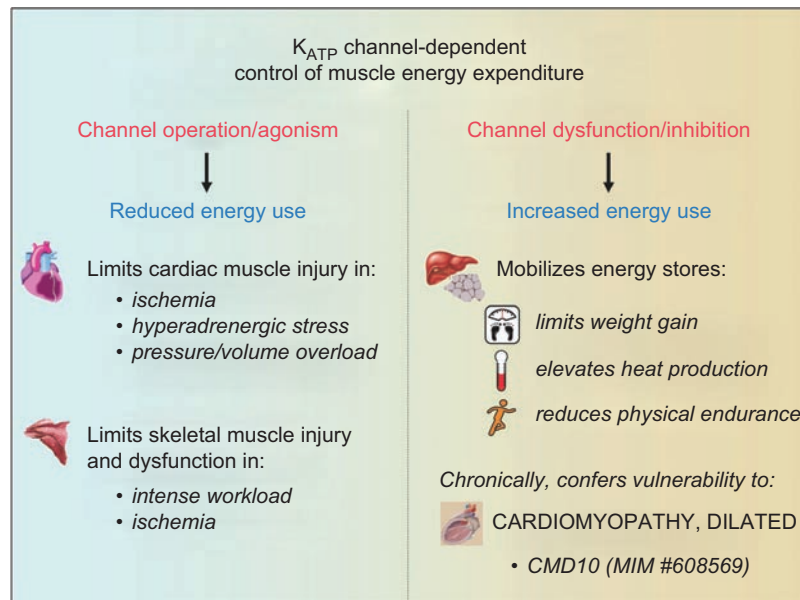 K_ATP channel-dependent
control of muscle energy expenditure
Channel operation/agonism
Reduced energy use
Limits cardiac muscle injury in:
• ischemia
• hyperadrenergic stress
• pressure/volume overload
Limits skeletal muscle injury
and dysfunction in:
• intense workload
• ischemia
Channel dysfunction/inhibition
Increased energy use
Mobilizes energy stores:
limits weight gain
elevates heat production
reduces physical endurance
Chronically, confers vulnerability to:
CARDIOMYOPATHY, DILATED
• CMD10 (MIM #608569)